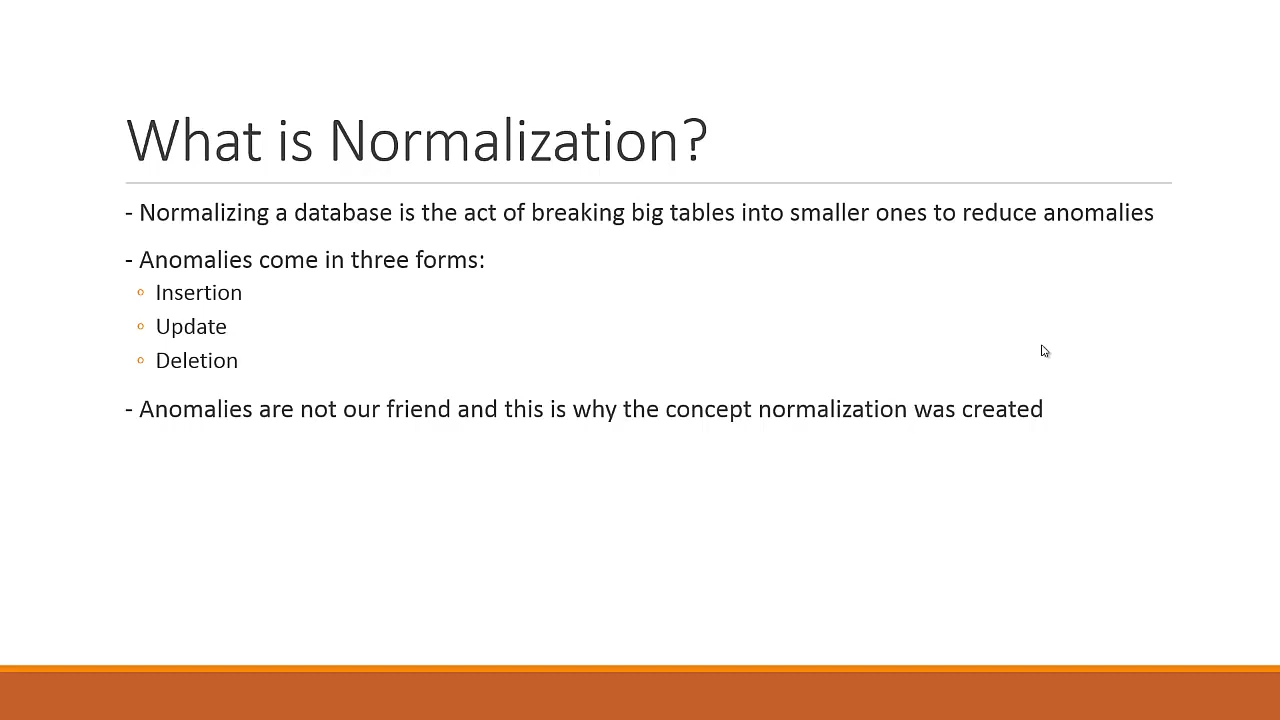 What is Normalization?
- Normalizing a database is the act of breaking big tables into smaller ones to reduce anomalies
- Anomalies come in three forms:
◦ Insertion
◦ Update
◦ Deletion
- Anomalies are not our friend and this is why the concept normalization was created